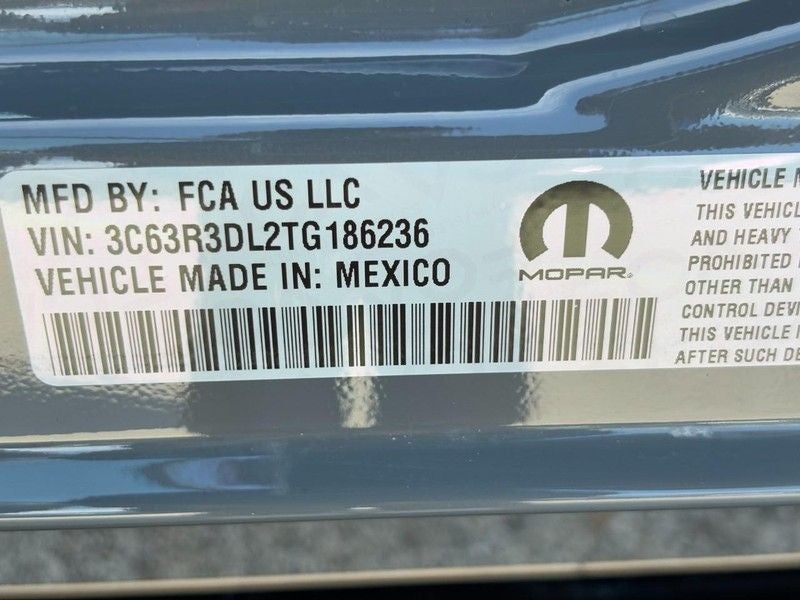 MFD BY: FCA US LLC
VIN: 3C63R3DL2TG186236
VEHICLE MADE IN: MEXICO
MOPAR®
VEHICLE
THIS VEHICL
AND HEAVY
PROHIBITED
OTHER THAN
CONTROL DEVI
THIS VEHICLE
AFTER SUCH DE